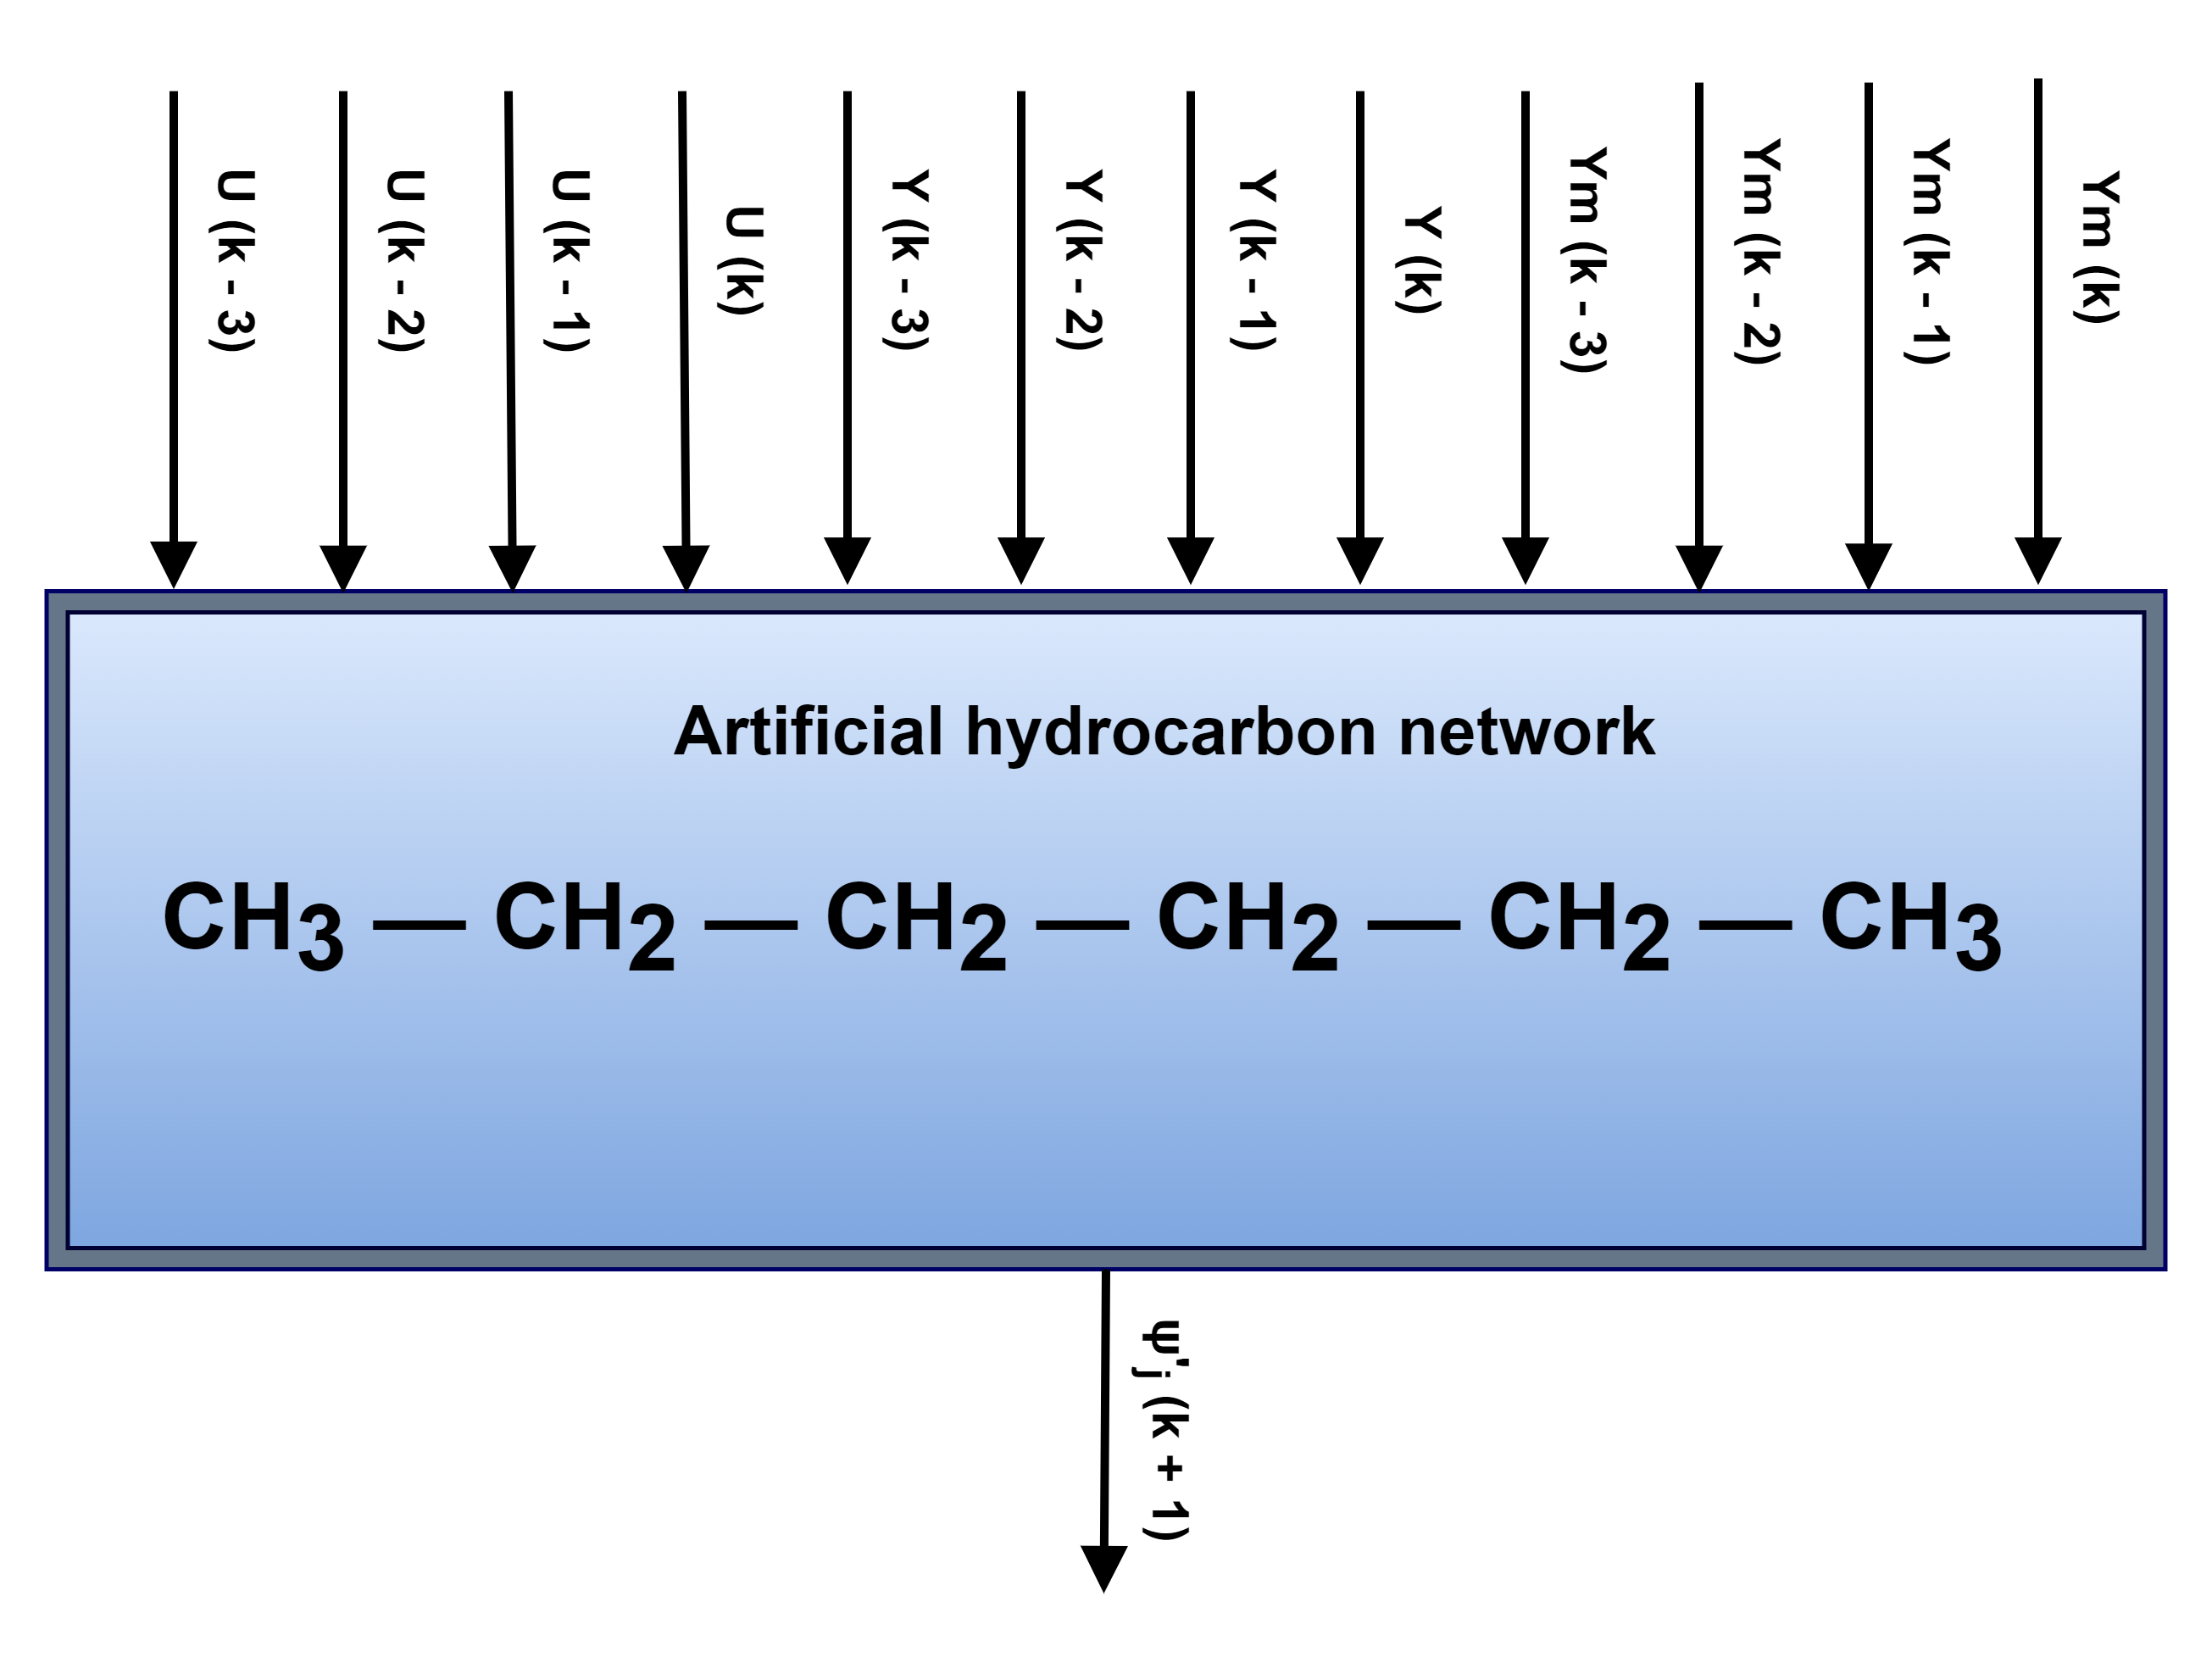 U (k - 3)
U (k - 2)
U (k - 1)
U (k)
Y (k - 3)
Y (k - 2)
Y (k - 1)
Y (k)
Ym (k - 3)
Ym (k - 2)
Ym (k - 1)
Ym (k)
Artificial hydrocarbon network
CH3 — CH2 — CH2 — CH2 — CH2 — CH3
ψ'j (k + 1)